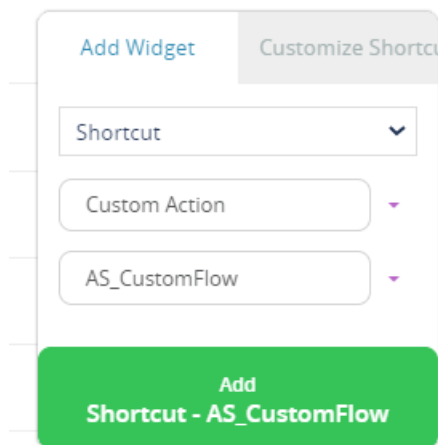 Add Widget
Customize Shortcu
Shortcut
Custom Action
AS_CustomFlow
Add
Shortcut - AS_CustomFlow